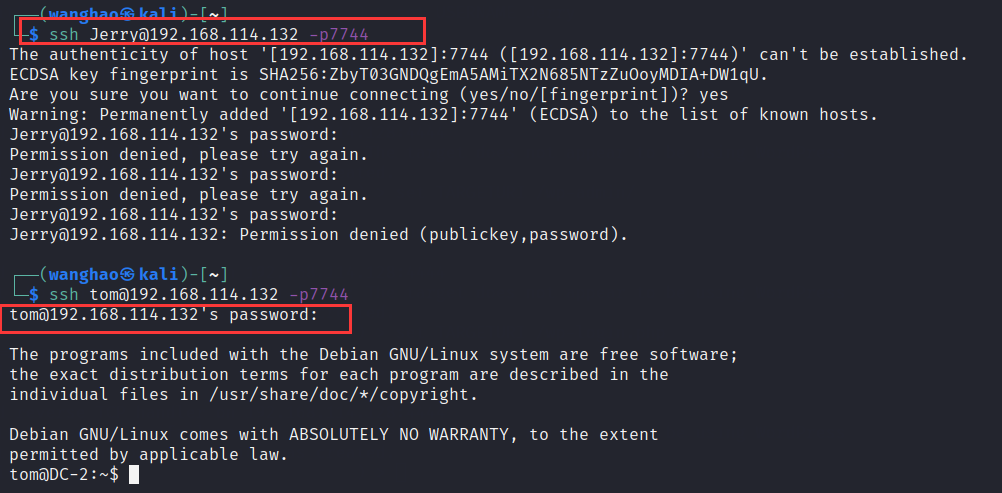 ┌──(wanghao㉿kali)-[~]
└─$ ssh Jerry@192.168.114.132 -p7744
The authenticity of host '[192.168.114.132]:7744 ([192.168.114.132]:7744)' can't be established.
ECDSA key fingerprint is SHA256:ZbyT03GNDQgEmA5AMiTX2N685NTzZuOoyMDIA+DW1qU.
Are you sure you want to continue connecting (yes/no/[fingerprint])? yes
Warning: Permanently added '[192.168.114.132]:7744' (ECDSA) to the list of known hosts.
Jerry@192.168.114.132's password:
Permission denied, please try again.
Jerry@192.168.114.132's password:
Permission denied, please try again.
Jerry@192.168.114.132's password:
Jerry@192.168.114.132: Permission denied (publickey,password).
┌──(wanghao㉿kali)-[~]
└─$ ssh tom@192.168.114.132 -p7744
tom@192.168.114.132's password:
The programs included with the Debian GNU/Linux system are free software;
the exact distribution terms for each program are described in the
individual files in /usr/share/doc/*/copyright.
Debian GNU/Linux comes with ABSOLUTELY NO WARRANTY, to the extent
permitted by applicable law.
tom@DC-2:~$